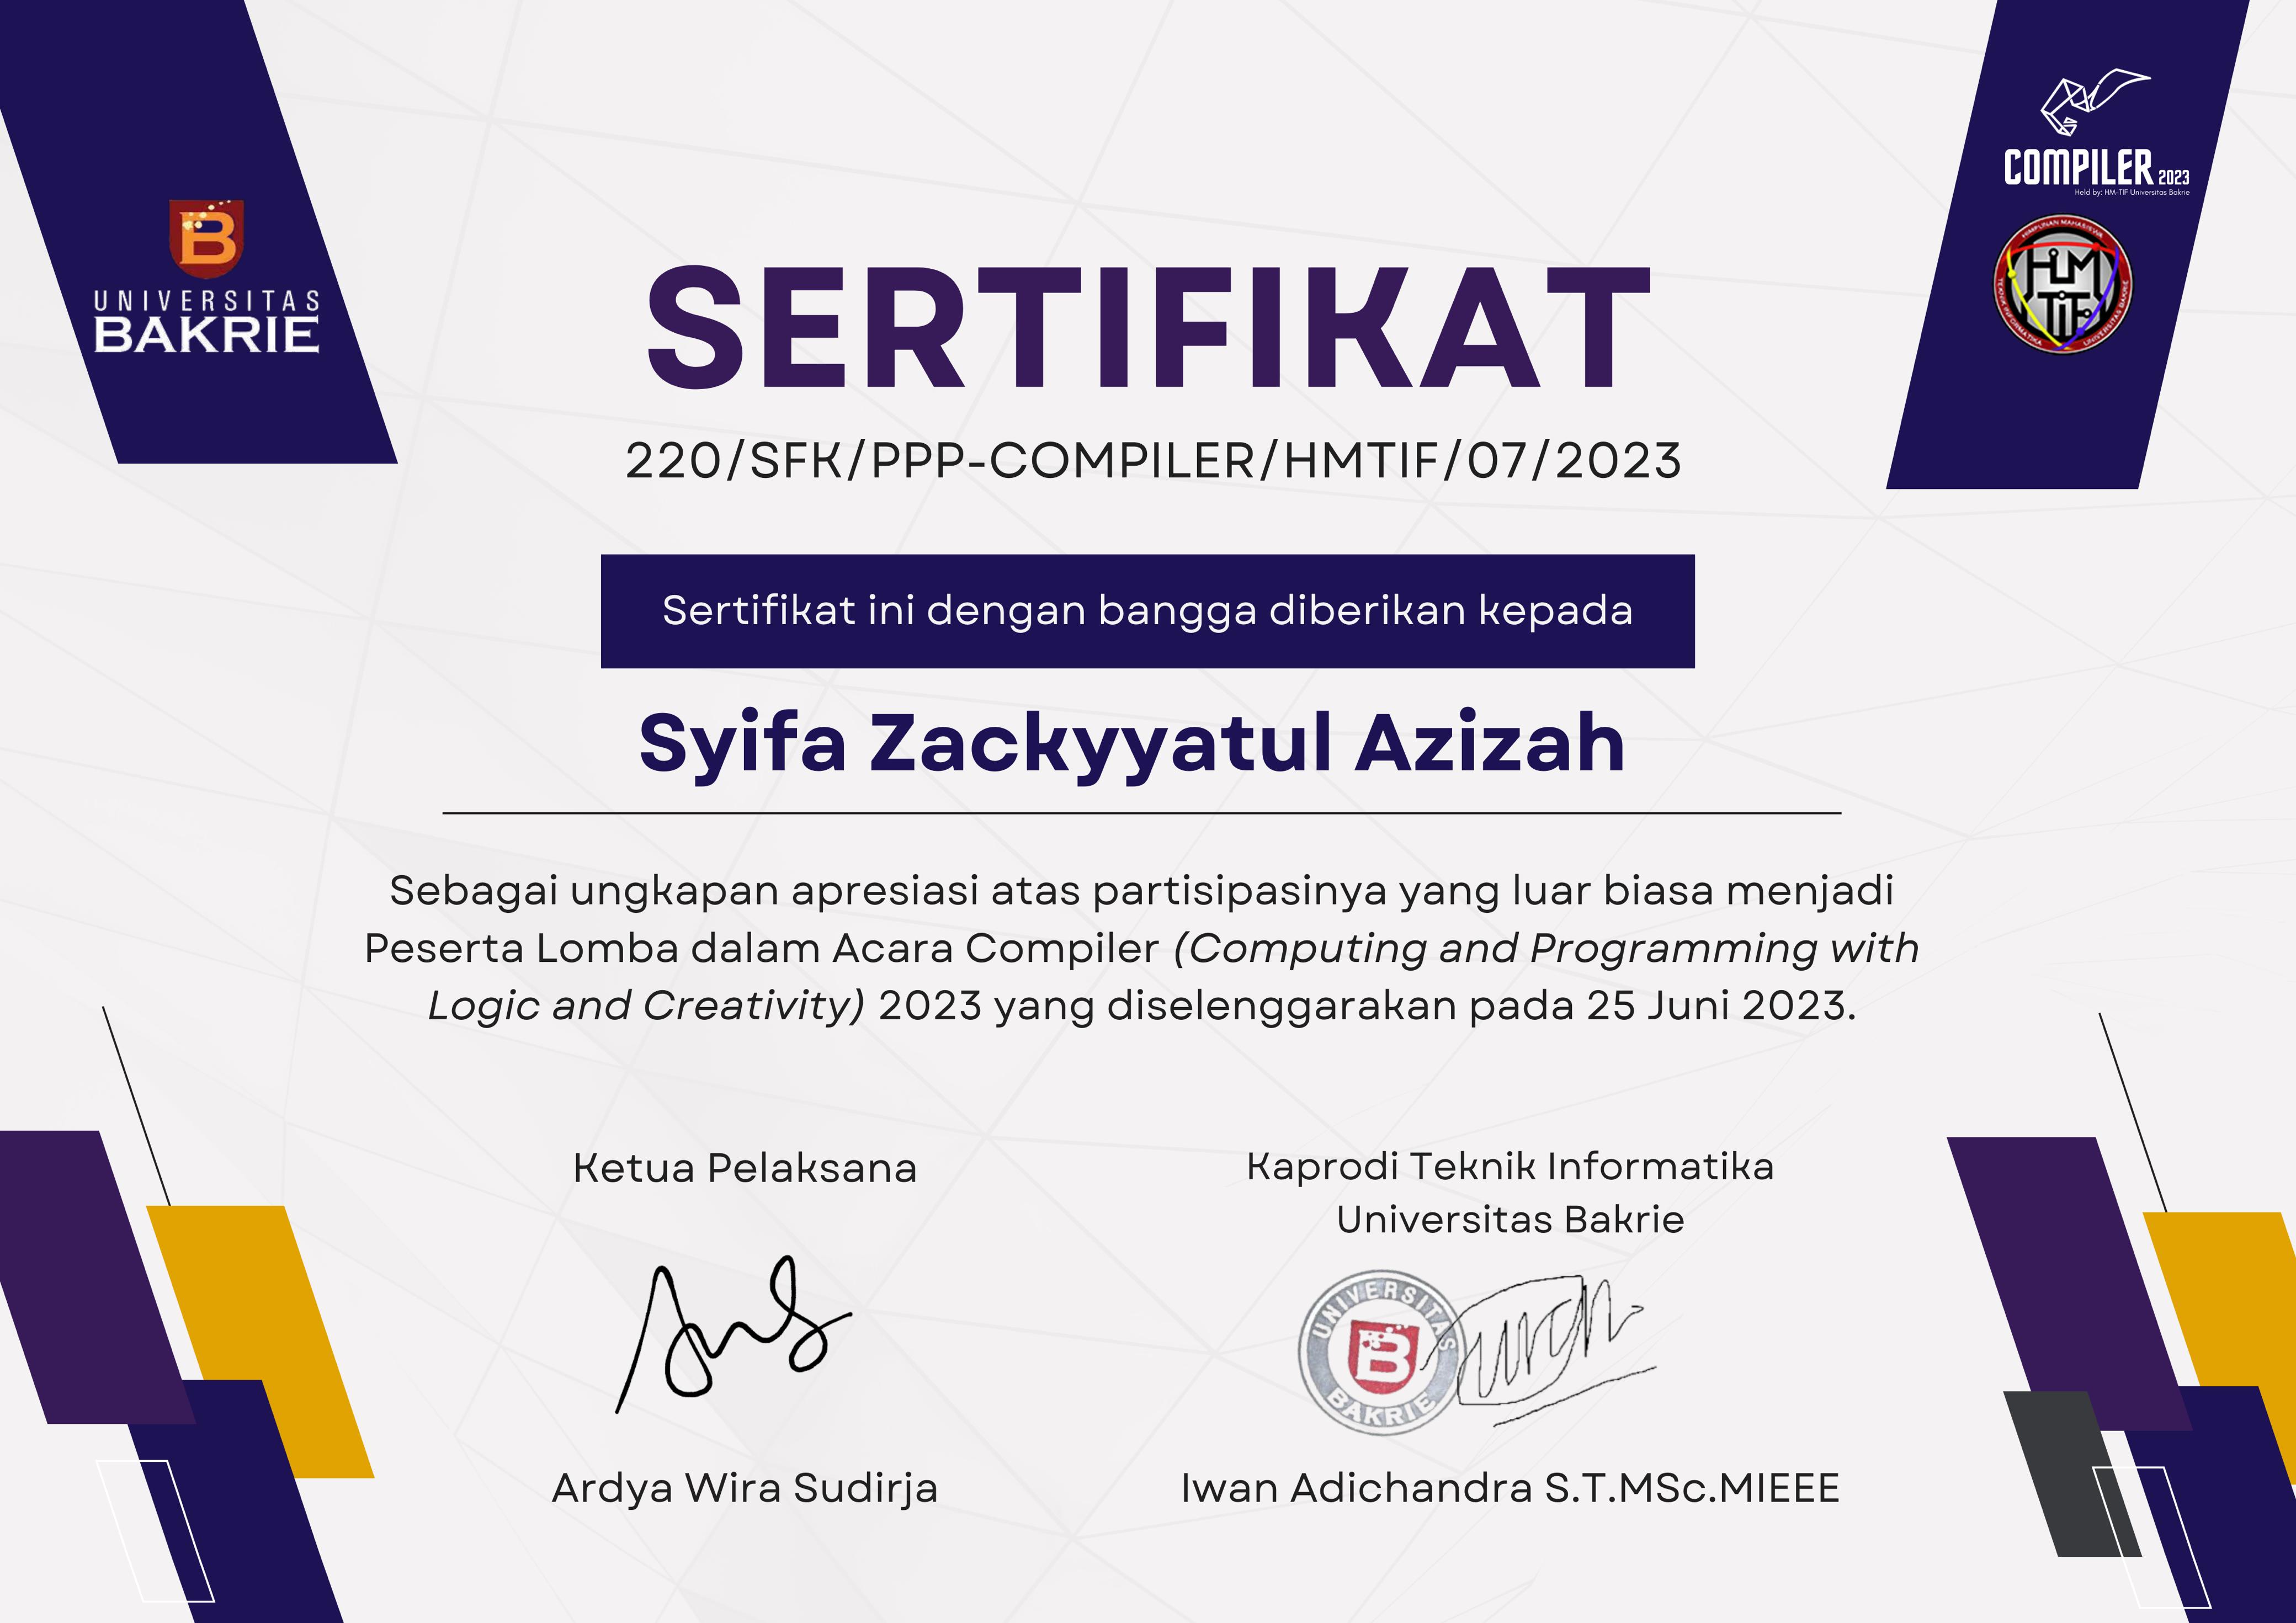 UNIVERSITAS
BAKRIE
COMPILER 2023
Held by: HM-TIF Universitas Bakrie
HIMPUNAN MAHASISWA
HM
TIF
TEKNIK INFORMATIKA
UNIVERSITAS BAKRIE
SERTIFIKAT
220/SFK/PPP-COMPILER/HMTIF/07/2023
Sertifikat ini dengan bangga diberikan kepada
Syifa Zackyyatul Azizah
Sebagai ungkapan apresiasi atas partisipasinya yang luar biasa menjadi
Peserta Lomba dalam Acara Compiler (Computing and Programming with
Logic and Creativity) 2023 yang diselenggarakan pada 25 Juni 2023.
Ketua Pelaksana
Kaprodi Teknik Informatika
Universitas Bakrie
UNIVERSITAS
B
BAKRIE
Ardya Wira Sudirja
Iwan Adichandra S.T.MSc.MIEEE